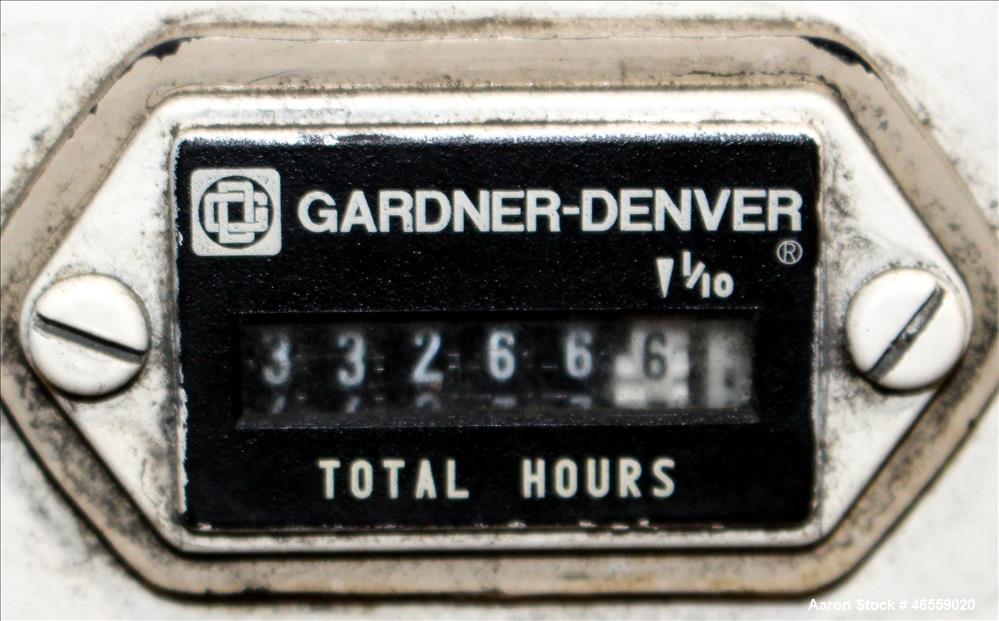 GARDNER-DENVER
®
1/10
3 3 2 6 6 6
TOTAL HOURS
Aaron Stock # 46559020